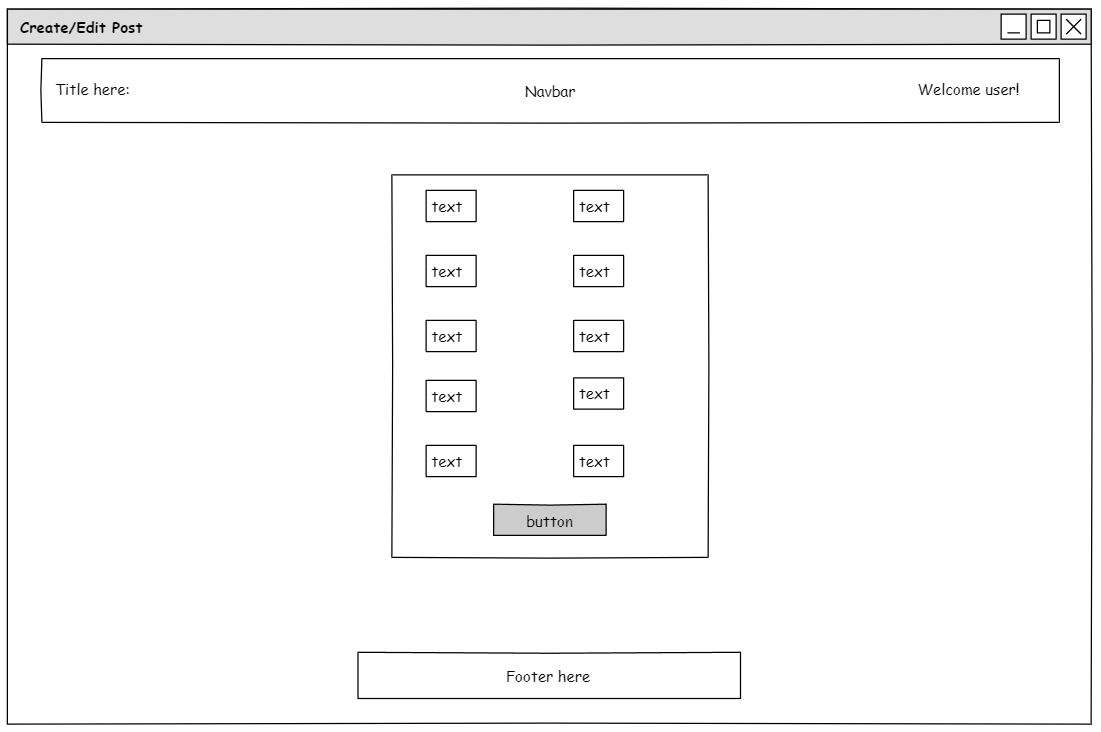 Create/Edit Post
Title here:
Navbar
Welcome user!
text
text
text
text
text
text
text
text
text
text
button
Footer here